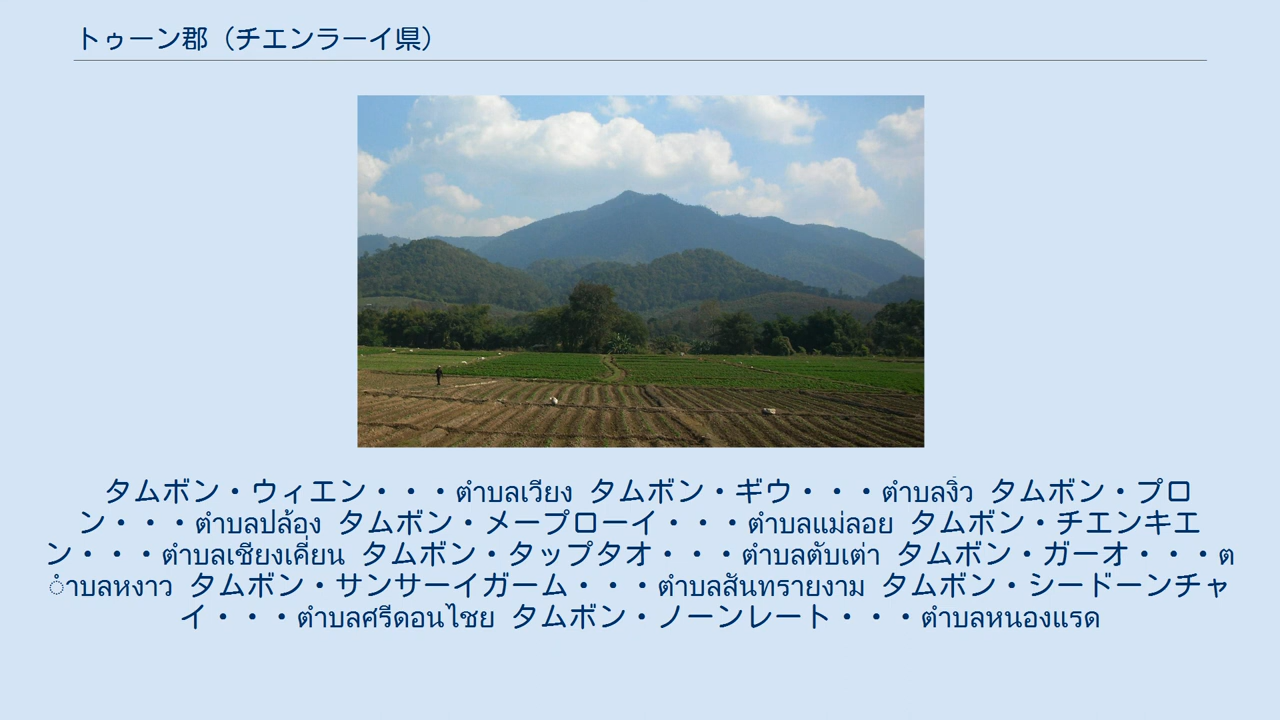 トゥーン郡（チエンラーイ県）
タムボン・ウィエン・・・ตำบลเวียง タムボン・ギウ・・・ตำบลงิ้ว タムボン・プロ
ン・・・ตำบลปล้อง タムボン・メープローイ・・・ตำบลแม่ลอย タムボン・チエンキエ
ン・・・ตำบลเชียงเคี่ยน タムボン・タップタオ・・・ตำบลตับเต่า タムボン・ガーオ・・・ต
ำบลหงาว タムボン・サンサーイガーム・・・ตำบลสันทรายงาม タムボン・シードーンチャ
イ・・・ตำบลศรีดอนไชย タムボン・ノーンレート・・・ตำบลหนองแรด